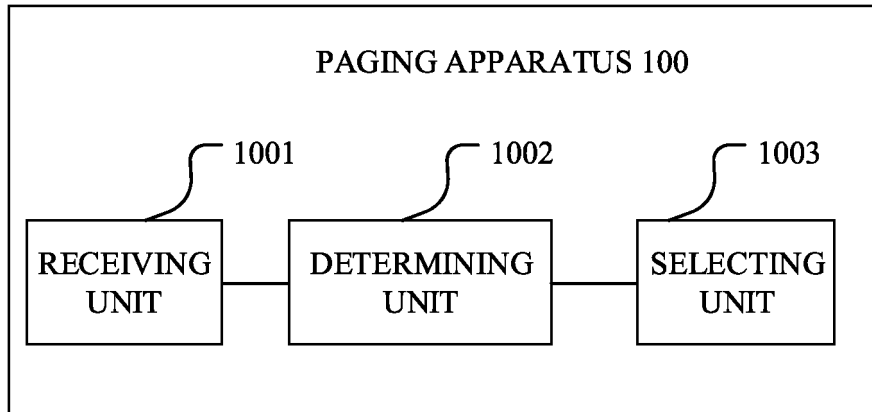 PAGING APPARATUS 100
1001
1002
1003
RECEIVING
UNIT
DETERMINING
UNIT
SELECTING
UNIT